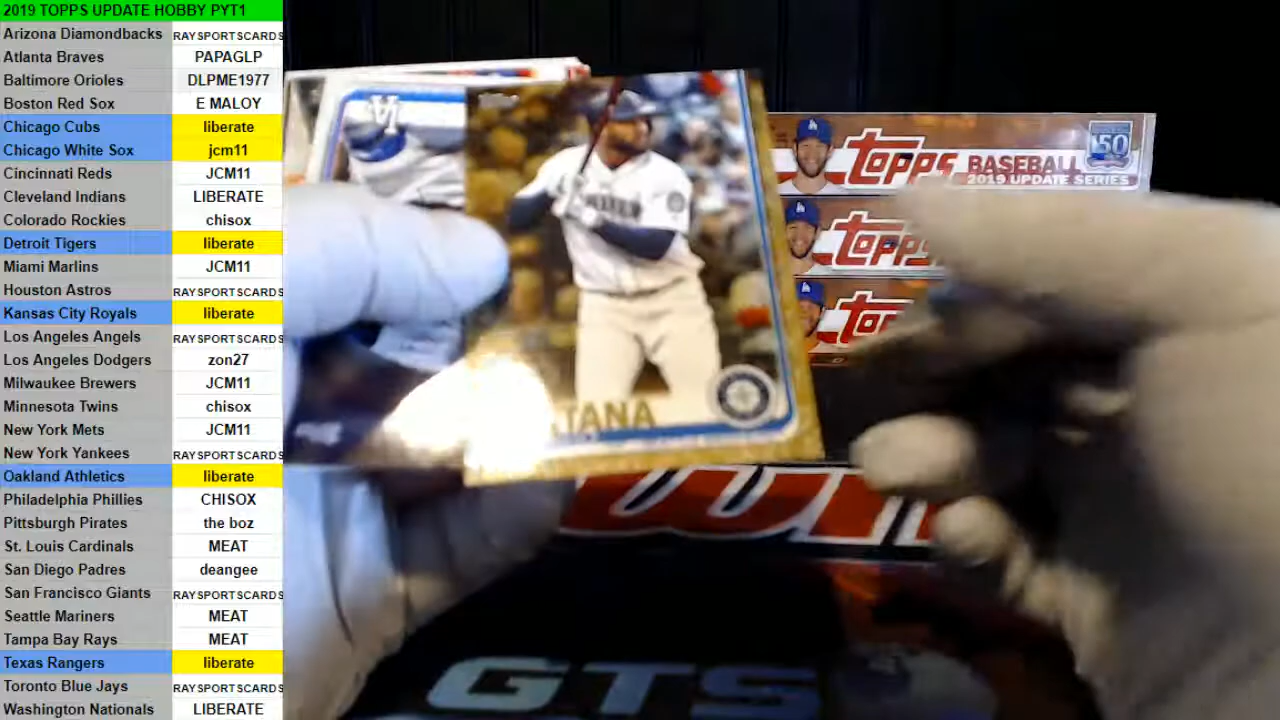 2019 TOPPS UPDATE HOBBY PYT1
Arizona Diamondbacks RAYSPORTSCARDS
Atlanta Braves PAPAGLP
Baltimore Orioles DLPME1977
Boston Red Sox E MALOY
Chicago Cubs liberate
Chicago White Sox jcm11
Cincinnati Reds JCM11
Cleveland Indians LIBERATE
Colorado Rockies chisox
Detroit Tigers liberate
Miami Marlins JCM11
Houston Astros RAYSPORTSCARDS
Kansas City Royals liberate
Los Angeles Angels RAYSPORTSCARDS
Los Angeles Dodgers zon27
Milwaukee Brewers JCM11
Minnesota Twins chisox
New York Mets JCM11
New York Yankees RAYSPORTSCARDS
Oakland Athletics liberate
Philadelphia Phillies CHISOX
Pittsburgh Pirates the boz
St. Louis Cardinals MEAT
San Diego Padres deangee
San Francisco Giants RAYSPORTSCARDS
Seattle Mariners MEAT
Tampa Bay Rays MEAT
Texas Rangers liberate
Toronto Blue Jays RAYSPORTSCARDS
Washington Nationals LIBERATE
topps BASEBALL 50
2019 UPDATE SERIES
topps
top
TANA
GTS